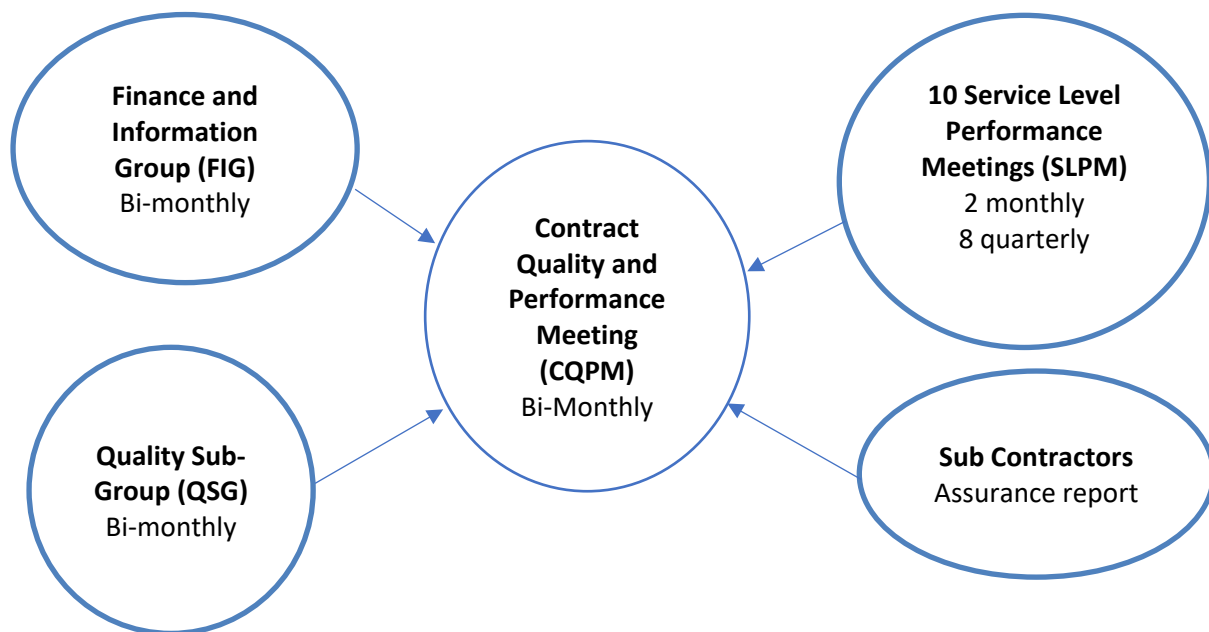 Finance and
Information
Group (FIG)
Bi-monthly
10 Service Level
Performance
Meetings (SLPM)
2 monthly
8 quarterly
Contract
Quality and
Performance
Meeting
(CQPM)
Bi-Monthly
Quality Sub-
Group (QSG)
Bi-monthly
Sub Contractors
Assurance report